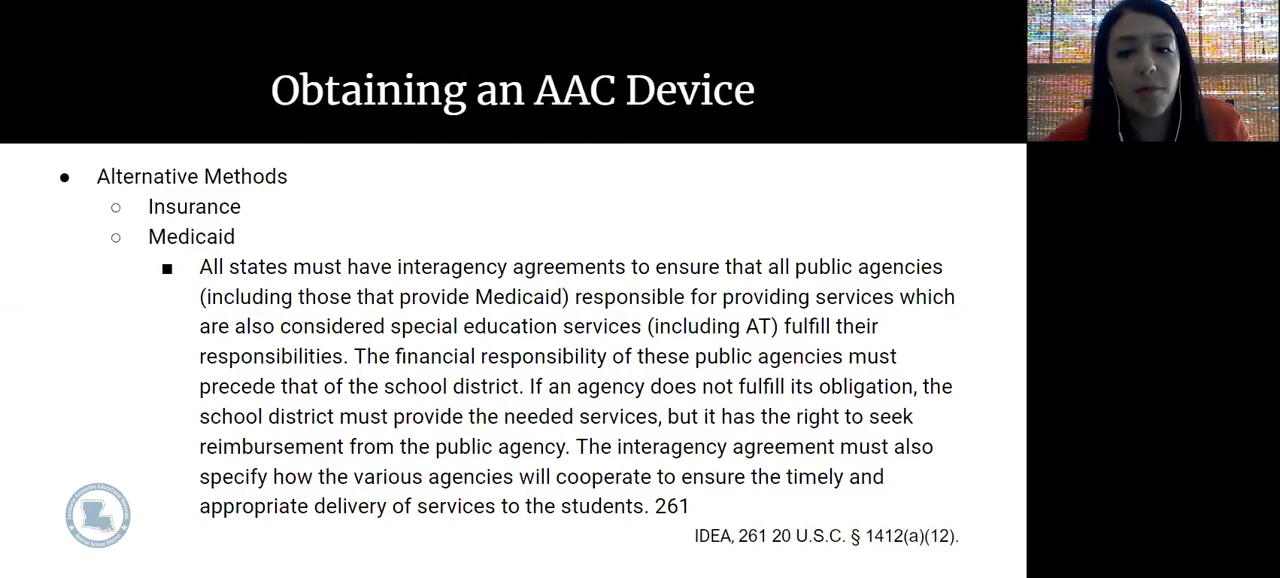 Obtaining an AAC Device
● Alternative Methods
○ Insurance
○ Medicaid
■ All states must have interagency agreements to ensure that all public agencies
(including those that provide Medicaid) responsible for providing services which
are also considered special education services (including AT) fulfill their
responsibilities. The financial responsibility of these public agencies must
precede that of the school district. If an agency does not fulfill its obligation, the
school district must provide the needed services, but it has the right to seek
reimbursement from the public agency. The interagency agreement must also
specify how the various agencies will cooperate to ensure the timely and
appropriate delivery of services to the students. 261
IDEA, 261 20 U.S.C. § 1412(a)(12).